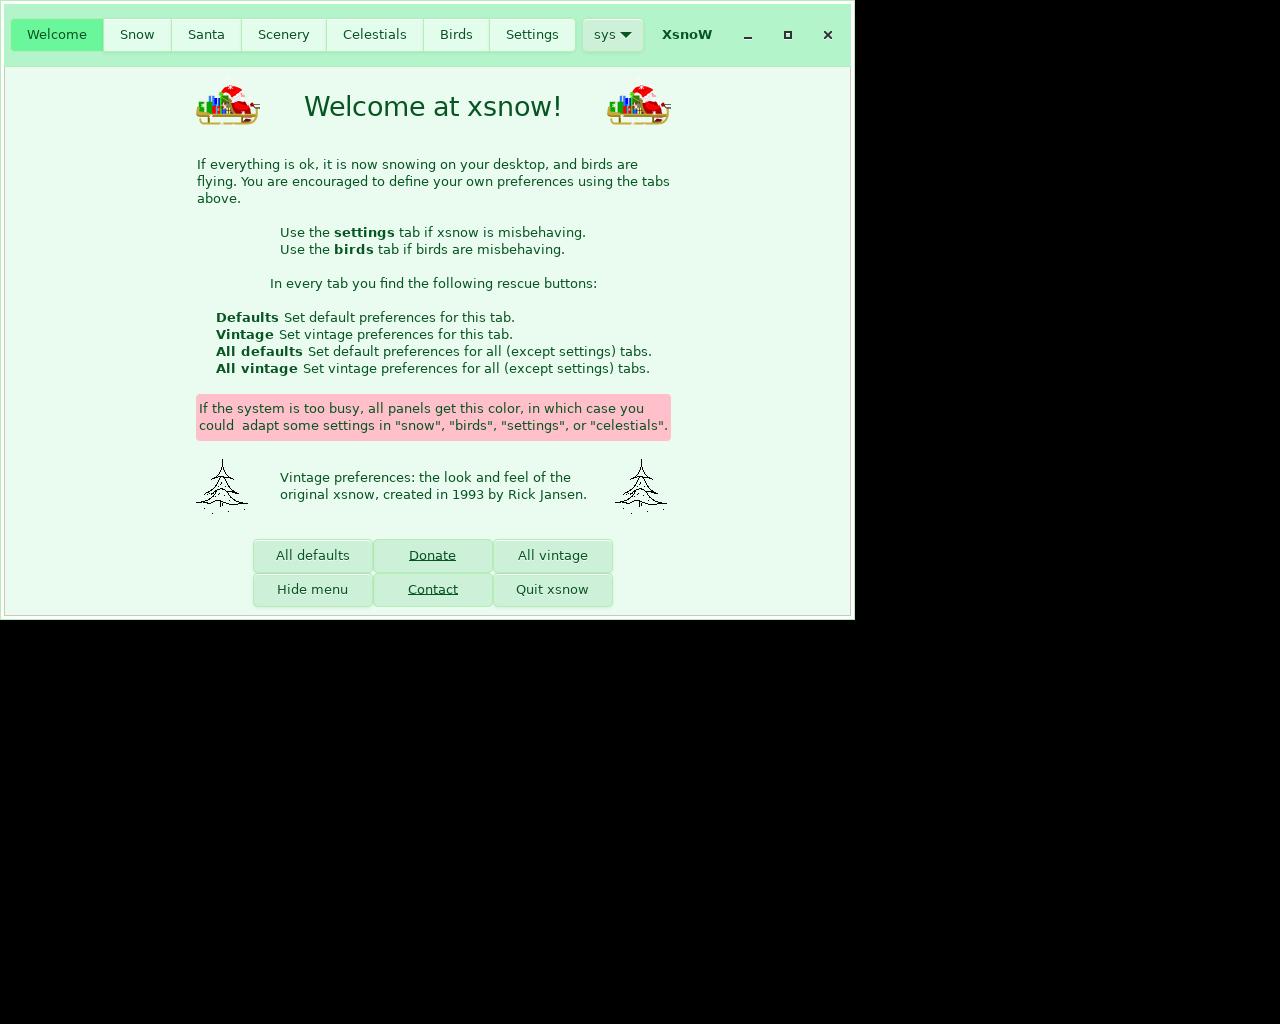 Welcome Snow Santa Scenery Celestials Birds Settings sys XsnoW
Welcome at xsnow!
If everything is ok, it is now snowing on your desktop, and birds are
flying. You are encouraged to define your own preferences using the tabs
above.
Use the settings tab if xsnow is misbehaving.
Use the birds tab if birds are misbehaving.
In every tab you find the following rescue buttons:
Defaults Set default preferences for this tab.
Vintage Set vintage preferences for this tab.
All defaults Set default preferences for all (except settings) tabs.
All vintage Set vintage preferences for all (except settings) tabs.
If the system is too busy, all panels get this color, in which case you
could  adapt some settings in "snow", "birds", "settings", or "celestials".
Vintage preferences: the look and feel of the
original xsnow, created in 1993 by Rick Jansen.
All defaults Donate All vintage
Hide menu Contact Quit xsnow